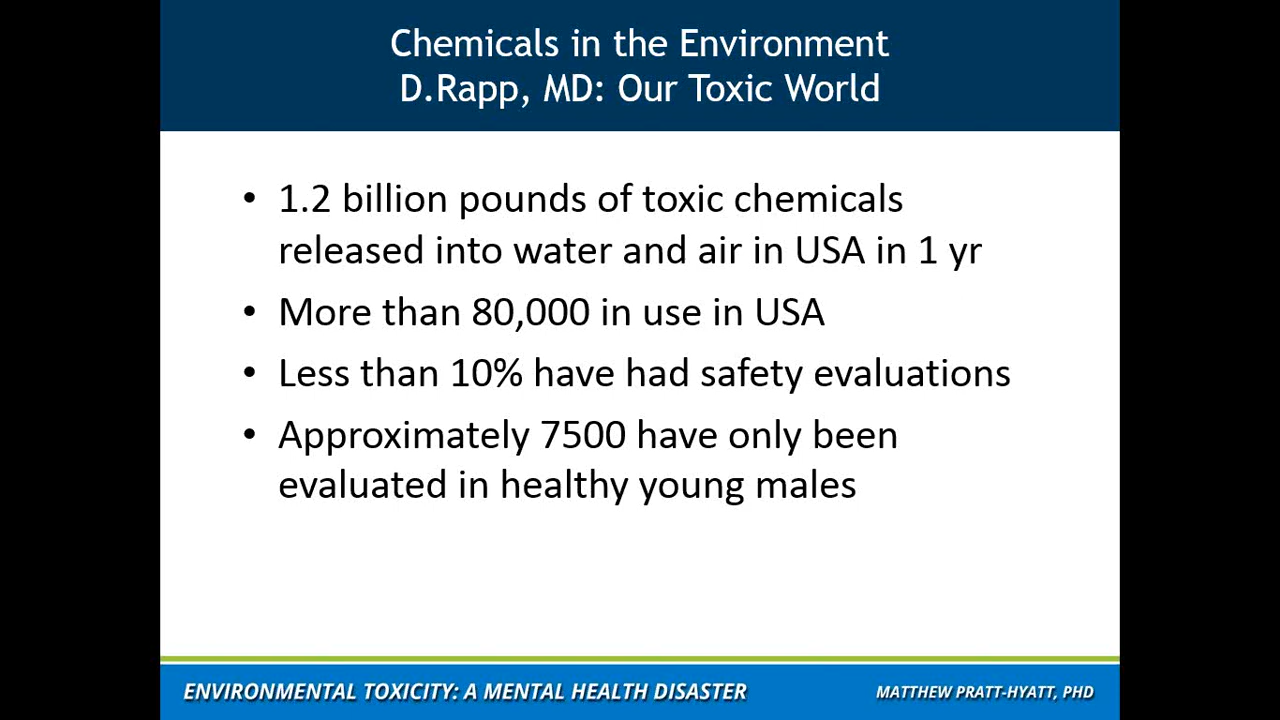 Chemicals in the Environment
D.Rapp, MD: Our Toxic World
• 1.2 billion pounds of toxic chemicals
released into water and air in USA in 1 yr
• More than 80,000 in use in USA
• Less than 10% have had safety evaluations
• Approximately 7500 have only been
evaluated in healthy young males
ENVIRONMENTAL TOXICITY: A MENTAL HEALTH DISASTER
MATTHEW PRATT-HYATT, PHD